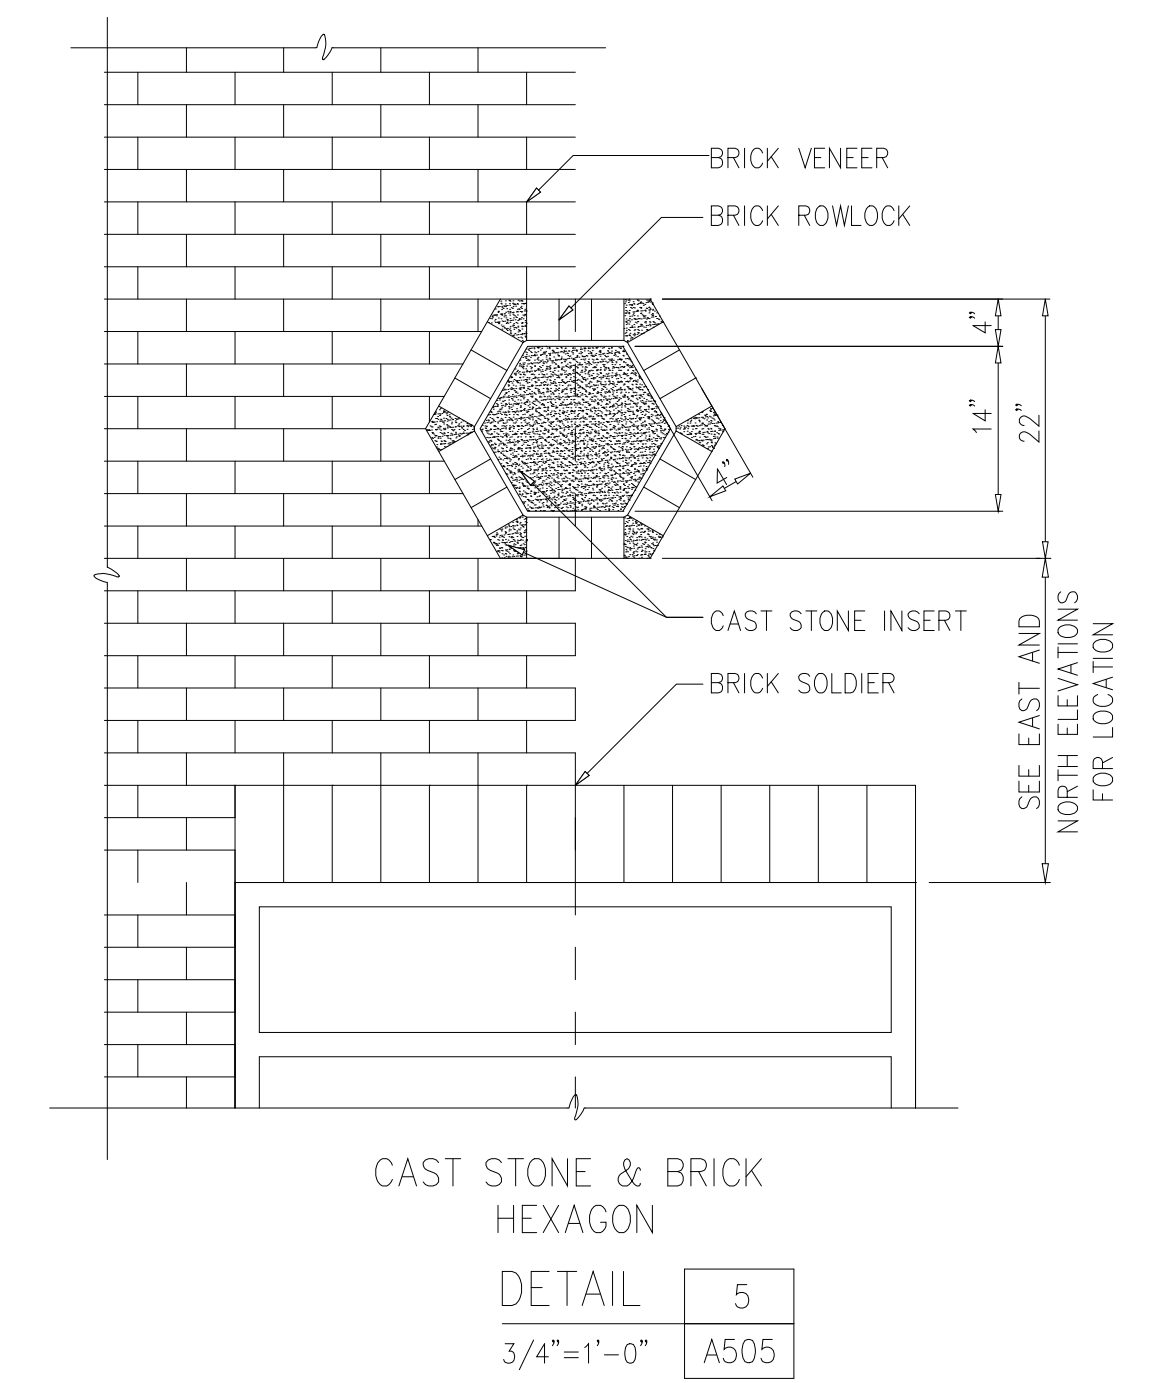 BRICK VENEER
BRICK ROWLOCK
4"
14"
22"
4"
CAST STONE INSERT
BRICK SOLDIER
SEE EAST AND
NORTH ELEVATIONS
FOR LOCATION
CAST STONE & BRICK
HEXAGON
DETAIL
5
3/4"=1'-0"
A505